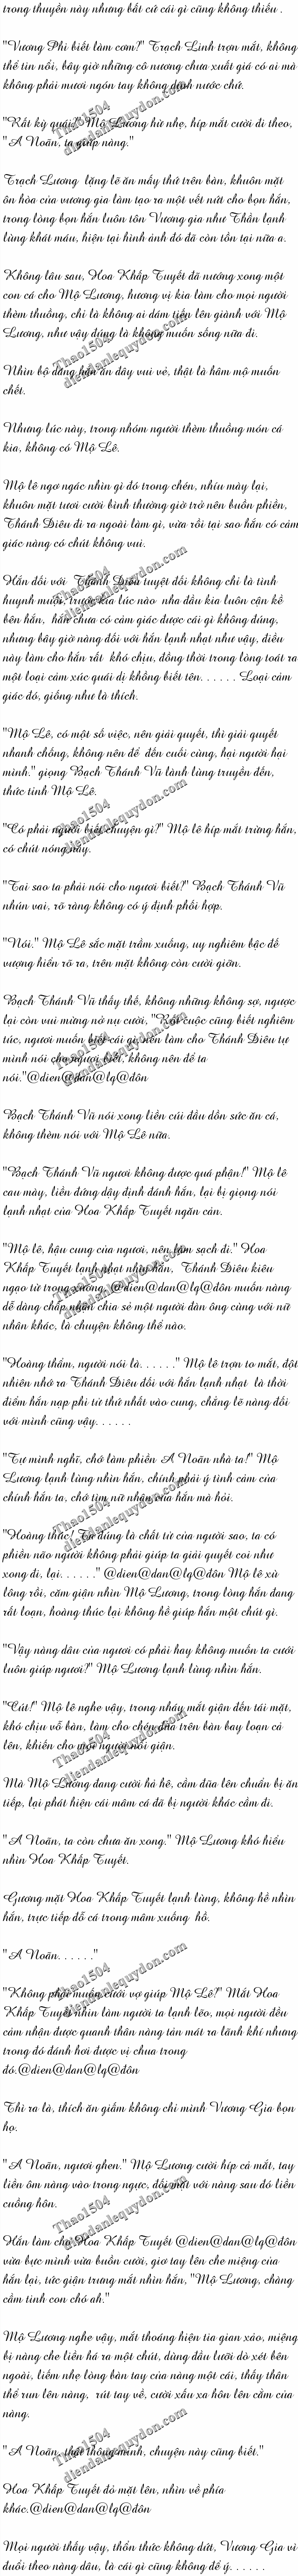 trong thuyền này nhưng bất cứ cái gì cũng không thiếu .
"Vương Phi biết làm cơm?" Trạch Linh trợn mắt, không
thể tin nổi, bây giờ những cô nương chưa xuất giá có ai mà
không phải mười ngón tay không dính nước chứ.
"Rất kỳ quái?" Mộ Lương hừ nhẹ, híp mắt cười đi theo,
"A Noãn, ta giúp nàng."
Trạch Lương lặng lẽ ăn mấy thứ trên bàn, khuôn mặt
ôn hòa của vương gia làm tạo ra một vết nứt cho bọn hắn,
trong lòng bọn hắn luôn tôn Vương gia như Thần lạnh
lùng khát máu, hiện tại hình ảnh đó đã còn tồn tại nữa a.
Không lâu sau, Hoa Khấp Tuyết đã nướng xong một
con cá cho Mộ Lương, hương vị kia làm cho mọi người
thèm thuồng, chỉ là không ai dám tiến lên giành với Mộ
Lương, như vậy đúng là không muốn sống nữa đi.
Nhìn bộ dáng hắn ăn đầy vui vẻ, thật là hâm mộ muốn
chết.
Nhưng lúc này, trong nhóm người thèm thuồng món cá
kia, không có Mộ Lê.
Mộ Lê ngơ ngác nhìn gì đó trong chén, nhíu mày lại,
khuôn mặt tươi cười bình thường giờ trở nên buồn phiền,
Thánh Diêu đi ra ngoài làm gì, vừa rồi tại sao hắn có cảm
giác nàng có chút không vui.
Hắn đối với Thánh Diêu tuyệt đối không chỉ là tình
huynh muội, trước kia lúc nào nha đầu kia luôn cận kề
bên hắn, hắn chưa có cảm giác được cái gì không đúng,
nhưng bây giờ nàng đối với hắn lạnh nhạt như vậy, điều
này làm cho hắn rất khó chịu, đồng thời trong lòng toát ra
một loại cảm xúc quái dị không biết tên. . . . . . Loại cảm
giác đó, giống như là thích.
"Mộ Lê, có một số việc, nên giải quyết, thì giải quyết
nhanh chóng, không nên để đến cuối cùng, hại người hại
mình." giọng Bạch Thánh Vũ lành lùng truyền đến,
thức tỉnh Mộ Lê.
"Có phải người biết chuyện gì?" Mộ Lê híp mắt trừng hắn,
có chút nóng nảy.
"Tại sao ta phải nói cho ngươi biết?" Bạch Thánh Vũ
nhún vai, rõ ràng không có ý định phối hợp.
"Nói." Mộ Lê sắc mặt trầm xuống, uy nghiêm bậc đế
vương hiển rõ ra, trên mặt không còn cười giỡn.
Bạch Thánh Vũ thấy thế, không những không sợ, ngược
lại còn vui mừng nở nụ cười, "Rốt cuộc cũng biết nghiêm
túc, ngươi muốn biết cái gì, nên làm cho Thánh Diêu tự
mình nói cho ngươi biết, không nên để ta
nói."@dien@dan@lq@đôn
Bạch Thánh Vũ nói xong liền cúi đầu dồn sức ăn cá,
không thèm nói với Mộ Lê nữa.
"Bạch Thánh Vũ ngươi không được quá phận!" Mộ lê
cau mày, liền đứng dậy định đánh hắn, lại bị giọng nói
lạnh nhạt của Hoa Khấp Tuyết ngăn cản.
"Mộ lê, hậu cung của ngươi, nên làm sạch đi." Hoa
Khấp Tuyết lạnh nhạt nhìn hắn, Thánh Diêu kiêu
ngạo từ trong xương, @dien@dan@lq@đôn muốn nàng
dễ dàng chấp nhận chia sẻ một người đàn ông cùng với nữ
nhân khác, là chuyện không thể nào.
"Hoàng thẩm, người nói là. . . . . ." Mộ lê trợn to mắt, đột
nhiên nhớ ra Thánh Diêu đối với hắn lạnh nhạt là thời
điểm hắn nạp phi tử thứ nhất vào cung, chẳng lẽ nàng đối
với mình cũng vậy. . . . . .
"Tự mình nghĩ, chớ làm phiền A Noãn nhà ta!" Mộ
Lương lạnh lùng nhìn hắn, chính phải ý tình cảm của
chính hắn ta, chớ tìm nữ nhân của hắn mà hỏi.
"Hoàng thúc! Ta đúng là chất tử của người sao, ta có
phiền não người không phải giúp ta giải quyết coi như
xong đi, lại. . . . . ." @dien@dan@lq@đôn Mộ lê xù
lông rồi, căm giận nhìn Mộ Lương, trong lòng hắn đang
rất loạn, hoàng thúc lại không hề giúp hắn một chút gì.
"Vậy nàng dâu của ngươi có phải hay không muốn ta cưới
luôn giúp ngươi?" Mộ Lương lạnh lùng nhìn hắn.
"Cút!" Mộ lê nghe vậy, trong nháy mắt giận đến tái mặt,
khó chịu vỗ bàn, làm cho chén đũa trên bàn bay loạn cả
lên, khiến cho mọi người nổi giận.
Mà Mộ Lương đang cười hả hê, cầm đũa lên chuẩn bị ăn
tiếp, lại phát hiện cái mâm cá đã bị người khác cầm đi.
"A Noãn, ta còn chưa ăn xong." Mộ Lương khó hiểu
nhìn Hoa Khấp Tuyết.
Gương mặt Hoa Khấp Tuyết lạnh lùng, không hề nhìn
hắn, trực tiếp đổ cá trong mâm xuống hồ.
"A Noãn. . . . . ."
"Không phải muốn cưới vợ giúp Mộ Lê?" Mắt Hoa
Khấp Tuyết nhìn làm người ta lạnh lẽo, mọi người đều
cảm nhận được quanh thân nàng tản mát ra lãnh khí nhưng
trong đó đánh hơi được vị chua trong
đó.@dien@dan@lq@đôn
Thì ra là, thích ăn giấm không chỉ mình Vương Gia bọn
họ.
"A Noãn, ngươi ghen." Mộ Lương cười híp cả mắt, tay
liền ôm nàng vào trong ngực, đối mặt với nàng sau đó liền
cuồng hôn.
Hắn làm cho Hoa Khấp Tuyết @dien@dan@lq@đôn
vừa bực mình vừa buồn cười, giơ tay lên che miệng của
hắn lại, tức giận trưng mắt nhìn hắn, "Mộ Lương, chàng
cầm tinh con chó ah."
Mộ Lương nghe vậy, mắt thoáng hiện tia gian xảo, miệng
bị nàng che liền hả ra một chút, dùng đầu lưỡi dò xét bên
ngoài, liếm nhẹ lòng bàn tay của nàng một cái, thấy thân
thể run lên nàng, rút tay về, cười xấu xa hôn lên cằm của
nàng.
"A Noãn, thật thông minh, chuyện này cũng biết."
Hoa Khấp Tuyết đỏ mặt lên, nhìn về phía
khác.@dien@dan@lq@đôn
Mọi người thấy vậy, thổn thức không dứt, Vương Gia vì
đuổi theo nàng dâu, là cái gì cũng không để ý. . . . . .